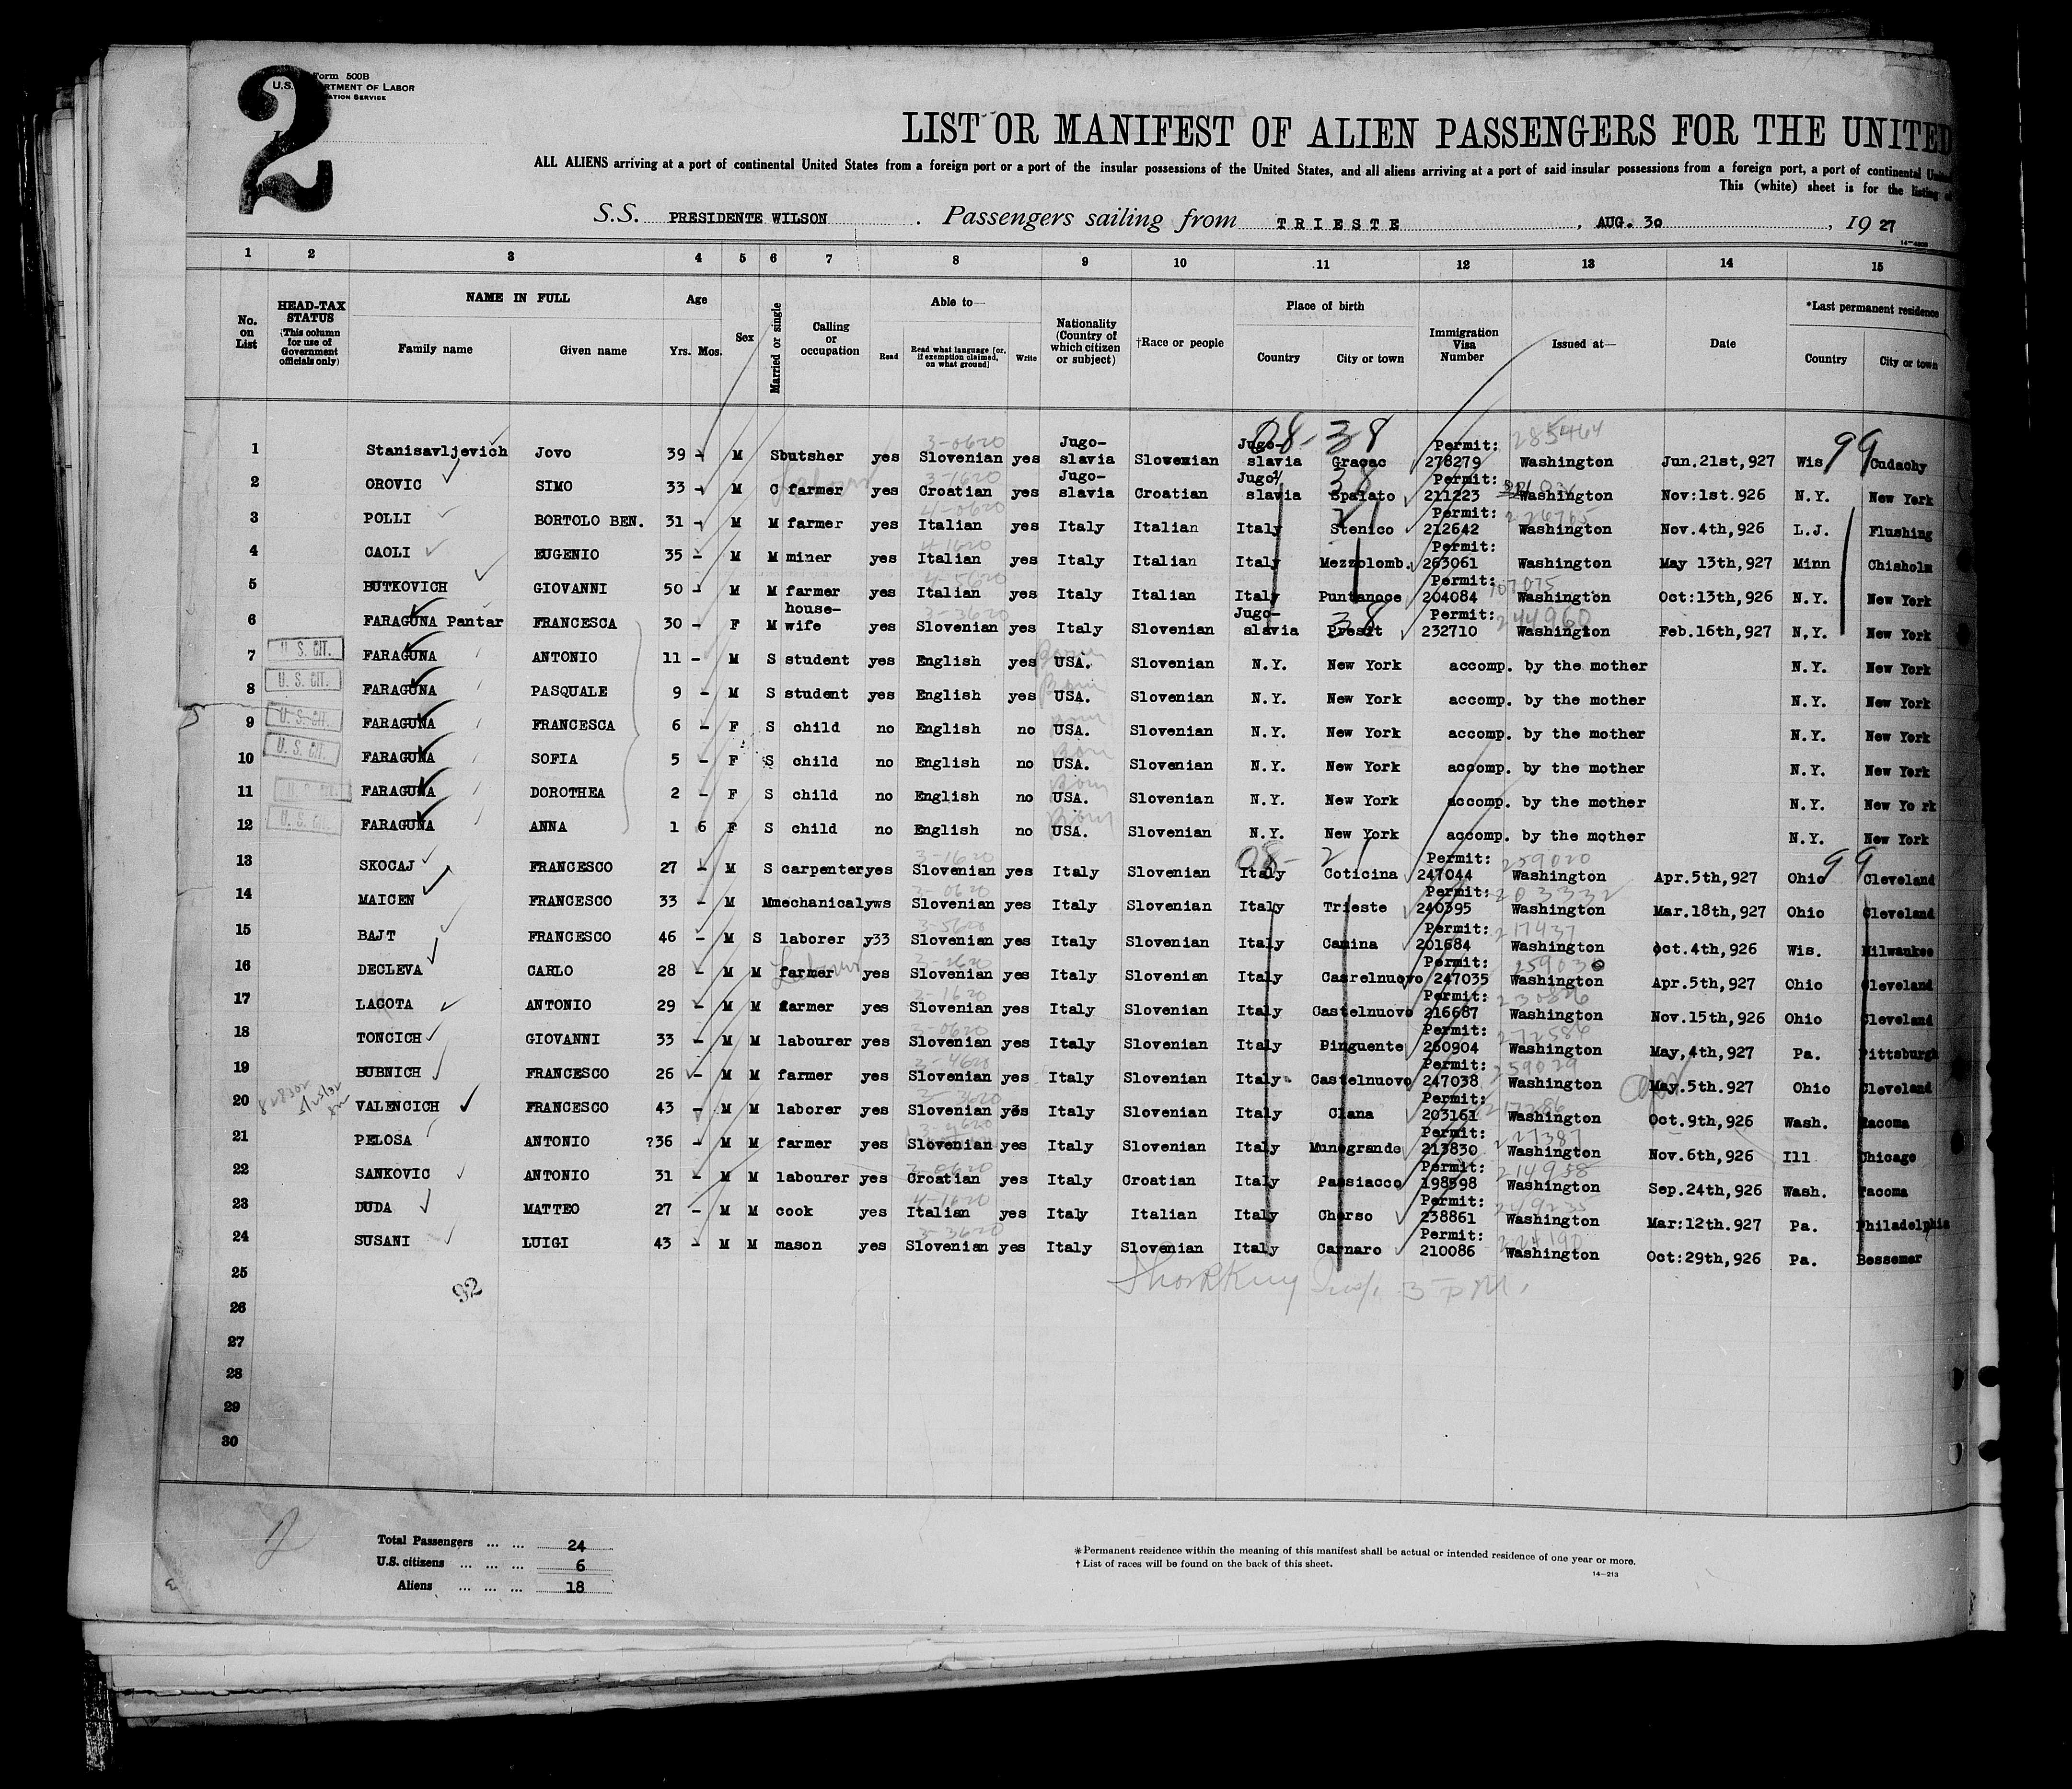 2
Form 500B
U.S. DEPARTMENT OF LABOR
LIST OR MANIFEST OF ALIEN PASSENGERS FOR THE UNITED
ALL ALIENS arriving at a port of continental United States from a foreign port or a port of the insular possessions of the United States, and all aliens arriving at a port of said insular possessions from a foreign port, a port of continental
This (white) sheet is for the listing
S.S. PRESIDENTE WILSON . Passengers sailing from TRIESTE , AUG. 30 , 19 27
1 2 3 4 5 6 7 8 9 10 11 12 13 14 15
No. on List HEAD-TAX STATUS (This column for use of Government officials only) NAME IN FULL Family name Given name Age Yrs. Mos. Sex Married or single Calling or occupation Able to— Read Read what language [or, if exemption claimed, on what ground] Write Nationality (Country of which citizen or subject) †Race or people Place of birth Country City or town Immigration Visa Number Issued at— Date *Last permanent residence Country City or town
1 Stanisavljevich Jovo 39 - M S butsher yes Slovenian yes Jugo-slavia Slovenian Jugo-slavia Gracac Permit: 278279 Washington Jun.21st,927 Wis Cudachy
2 OROVIC SIMO 33 - M C farmer yes Croatian yes Jugo-slavia Croatian Jugo-slavia Spalato Permit: 211223 Washington Nov:1st.926 N.Y. New York
3 POLLI BORTOLO BEN. 31 - M M farmer yes Italian yes Italy Italian Italy Stenico Permit: 212642 Washington Nov.4th,926 L.J. Flushing
4 CAOLI EUGENIO 35 - M M miner yes Italian yes Italy Italian Italy Mezzolomb. Permit: 263061 Washington May 13th,927 Minn Chisholm
5 BUTKOVICH GIOVANNI 50 - M M farmer yes Italian yes Italy Italian Italy Puntanoce Permit: 204084 Washington Oct:13th,926 N.Y. New York
6 FARAGUNA Pantar FRANCESCA 30 - F M house-wife yes Slovenian yes Italy Slovenian Jugo-slavia Presit Permit: 232710 Washington Feb.16th,927 N,Y. New York
7 U. S. CIT. FARAGUNA ANTONIO 11 - M S student yes English yes USA. Slovenian N.Y. New York accomp. by the mother N.Y. New York
8 U. S. CIT. FARAGUNA PASQUALE 9 - M S student yes English yes USA. Slovenian N.Y. New York accomp. by the mother N.Y. New York
9 U. S. CIT. FARAGUNA FRANCESCA 6 - F S child no English no USA. Slovenian N.Y. New York accomp. by the mother N.Y. New York
10 U. S. CIT. FARAGUNA SOFIA 5 - F S child no English no USA. Slovenian N.Y. New York accomp. by the mother N.Y. New York
11 U. S. CIT. FARAGUNA DOROTHEA 2 - F S child no English no USA. Slovenian N.Y. New York accomp. by the mother N.Y. New Yo rk
12 U. S. CIT. FARAGUNA ANNA 1 6 F S child no English no USA. Slovenian N.Y. New York accomp. by the mother N.Y. New York
13 SKOCAJ FRANCESCO 27 - M S carpenter yes Slovenian yes Italy Slovenian Italy Coticina Permit: 247044 Washington Apr.5th,927 Ohio Cleveland
14 MAICEN FRANCESCO 33 - M M mechanical yws Slovenian yes Italy Slovenian Italy Trieste Permit: 240395 Washington Mar.18th,927 Ohio Cleveland
15 BAJT FRANCESCO 46 - M S laborer y33 Slovenian yes Italy Slovenian Italy Camina Permit: 201684 Washington Oct.4th,926 Wis. Milwaukee
16 DECLEVA CARLO 28 - M M farmer yes Slovenian yes Italy Slovenian Italy Casrelnuovo Permit: 247035 Washington Apr.5th,927 Ohio Cleveland
17 LACOTA ANTONIO 29 - M M farmer yes Slovenian yes Italy Slovenian Italy Castelnuovo Permit: 216687 Washington Nov.15th,926 Ohio Cleveland
18 TONCICH GIOVANNI 33 - M M labourer yes Slovenian yes Italy Slovenian Italy Pinguente Permit: 260904 Washington May,4th,927 Pa. Pittsburgh
19 BUBNICH FRANCESCO 26 - M M farmer yes Slovenian yes Italy Slovenian Italy Castelnuovo Permit: 247038 Washington May.5th.927 Ohio Cleveland
20 VALENCICH FRANCESCO 43 - M M laborer yes Slovenian yes Italy Slovenian Italy Clana Permit: 203161 Washington Oct.9th,926 Wash. Tacoma
21 PELOSA ANTONIO ?36 - M M farmer yes Slovenian yes Italy Slovenian Italy Munegrande Permit: 213830 Washington Nov.6th,926 Ill Chicago
22 SANKOVIC ANTONIO 31 - M M labourer yes Croatian yes Italy Croatian Italy Passiacco Permit: 198598 Washington Sep.24th,926 Wash. Tacoma
23 DUDA MATTEO 27 - M M cook yes Italian yes Italy Italian Italy Cherso Permit: 238861 Washington Mar:12th.927 Pa. Philadelphia
24 SUSANI LUIGI 43 - M M mason yes Slovenian yes Italy Slovenian Italy Carnaro Permit: 210086 Washington Oct:29th,926 Pa. Bessemer
25
26
27
28
29
30
92
Total Passengers ... ... 24
U.S. citizens ... ... ... 6
Aliens ... ... ... 18
*Permanent residence within the meaning of this manifest shall be actual or intended residence of one year or more.
†List of races will be found on the back of this sheet.
14—213